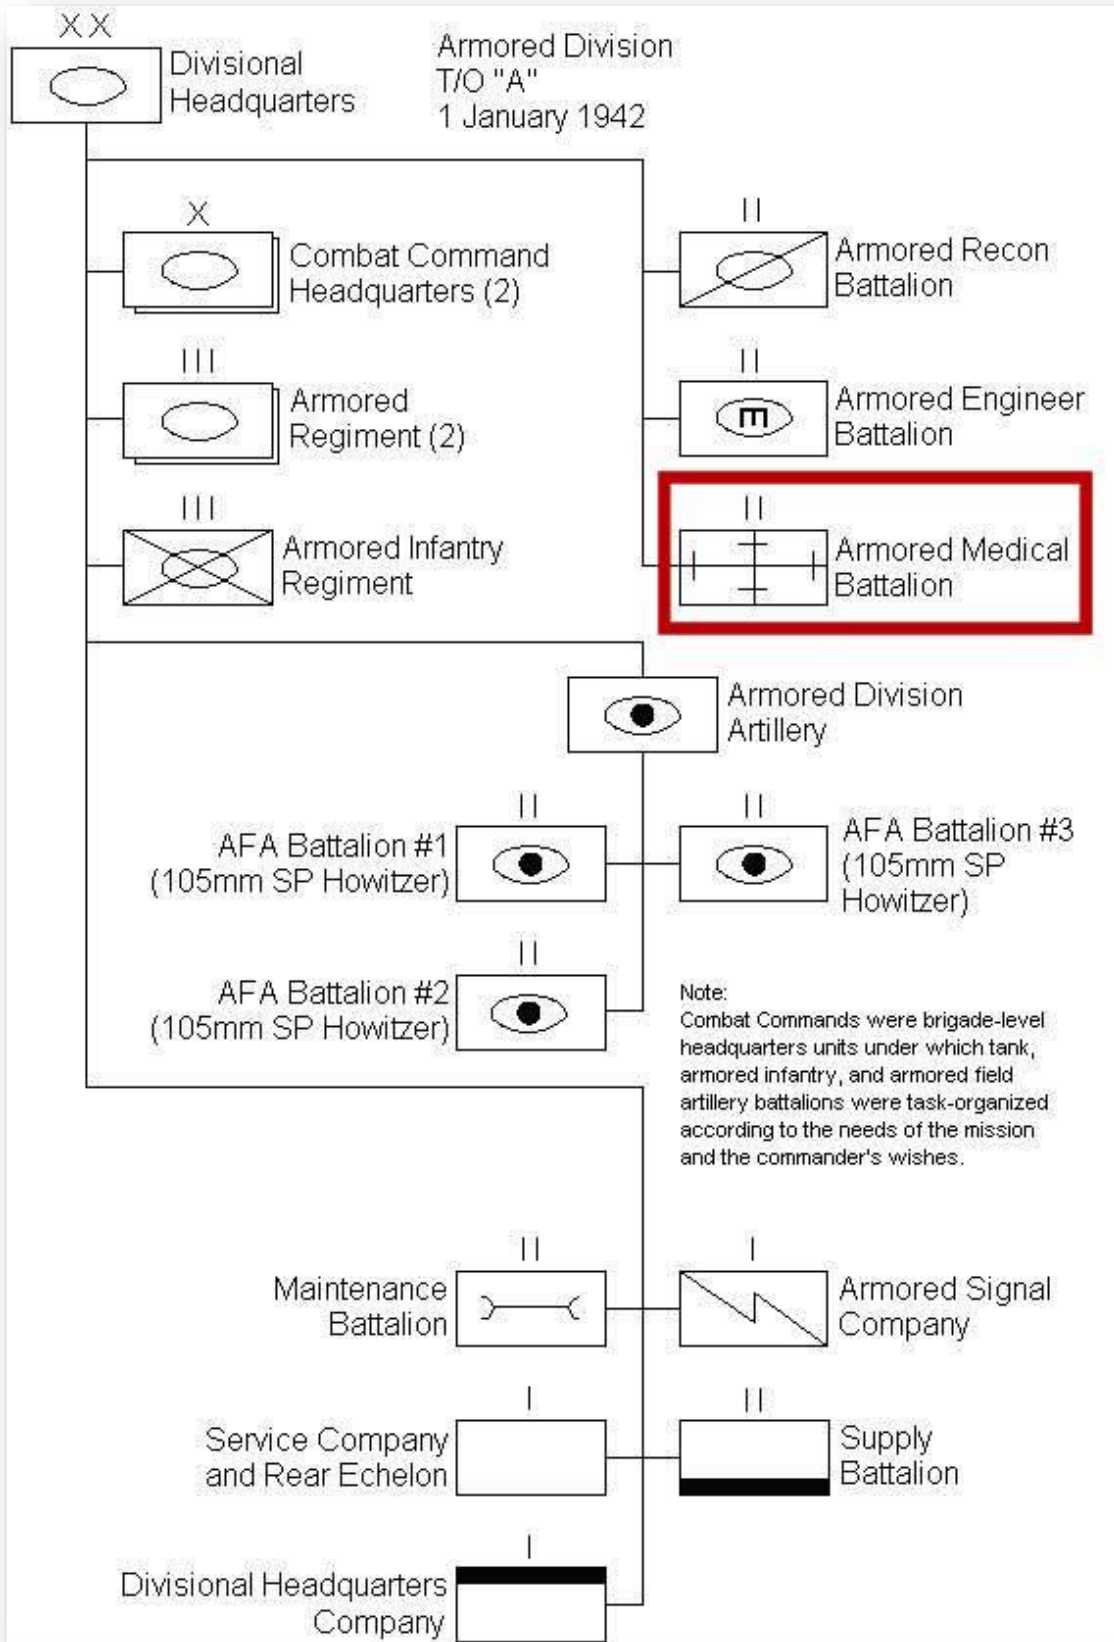 XX
Divisional
Headquarters
Armored Division
T/O "A"
1 January 1942
X
Combat Command
Headquarters (2)
II
Armored Recon
Battalion
III
Armored
Regiment (2)
II
E
Armored Engineer
Battalion
III
Armored Infantry
Regiment
II
Armored Medical
Battalion
Armored Division
Artillery
II
AFA Battalion #1
(105mm SP Howitzer)
II
AFA Battalion #3
(105mm SP
Howitzer)
II
AFA Battalion #2
(105mm SP Howitzer)
Note:
Combat Commands were brigade-level
headquarters units under which tank,
armored infantry, and armored field
artillery battalions were task-organized
according to the needs of the mission
and the commander's wishes.
II
Maintenance
Battalion
I
Armored Signal
Company
I
Service Company
and Rear Echelon
II
Supply
Battalion
I
Divisional Headquarters
Company